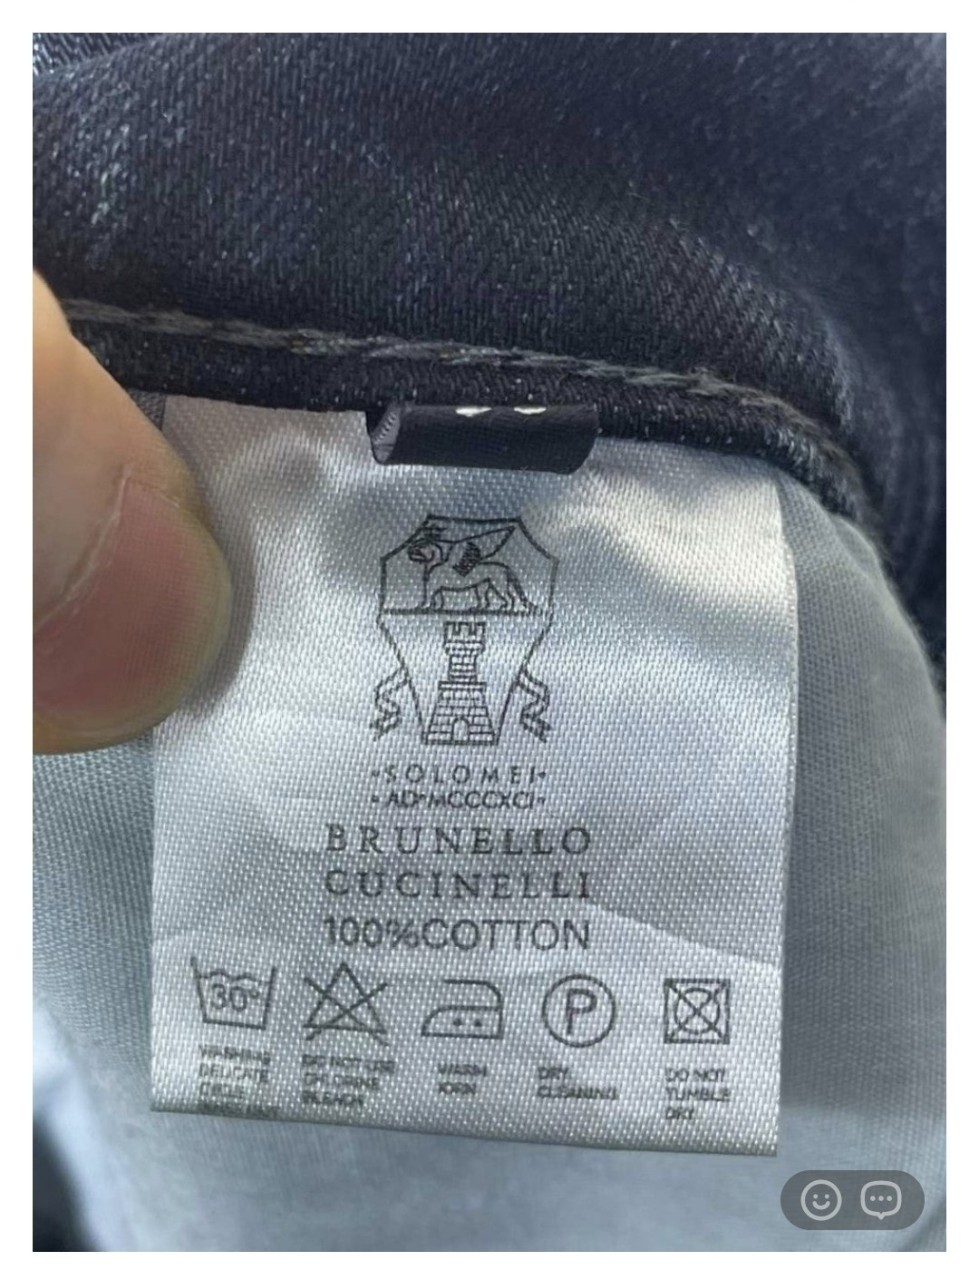 ·SOLOMEI·
·AD·MCCCXCI·
BRUNELLO
CUCINELLI
100%COTTON
30°
P
WASHING
DELICATE
DO NOT USE
CHLORINE
BLEACH
WARM
IRON
DRY
CLEANING
DO NOT
TUMBLE
DRY